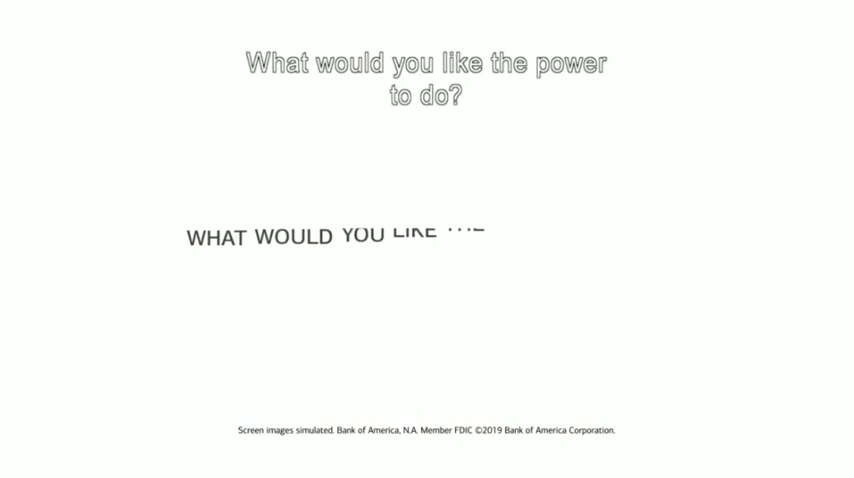 What would you like the power
to do?
WHAT WOULD YOU LIKE
Screen images simulated. Bank of America, N.A. Member FDIC ©2019 Bank of America Corporation.